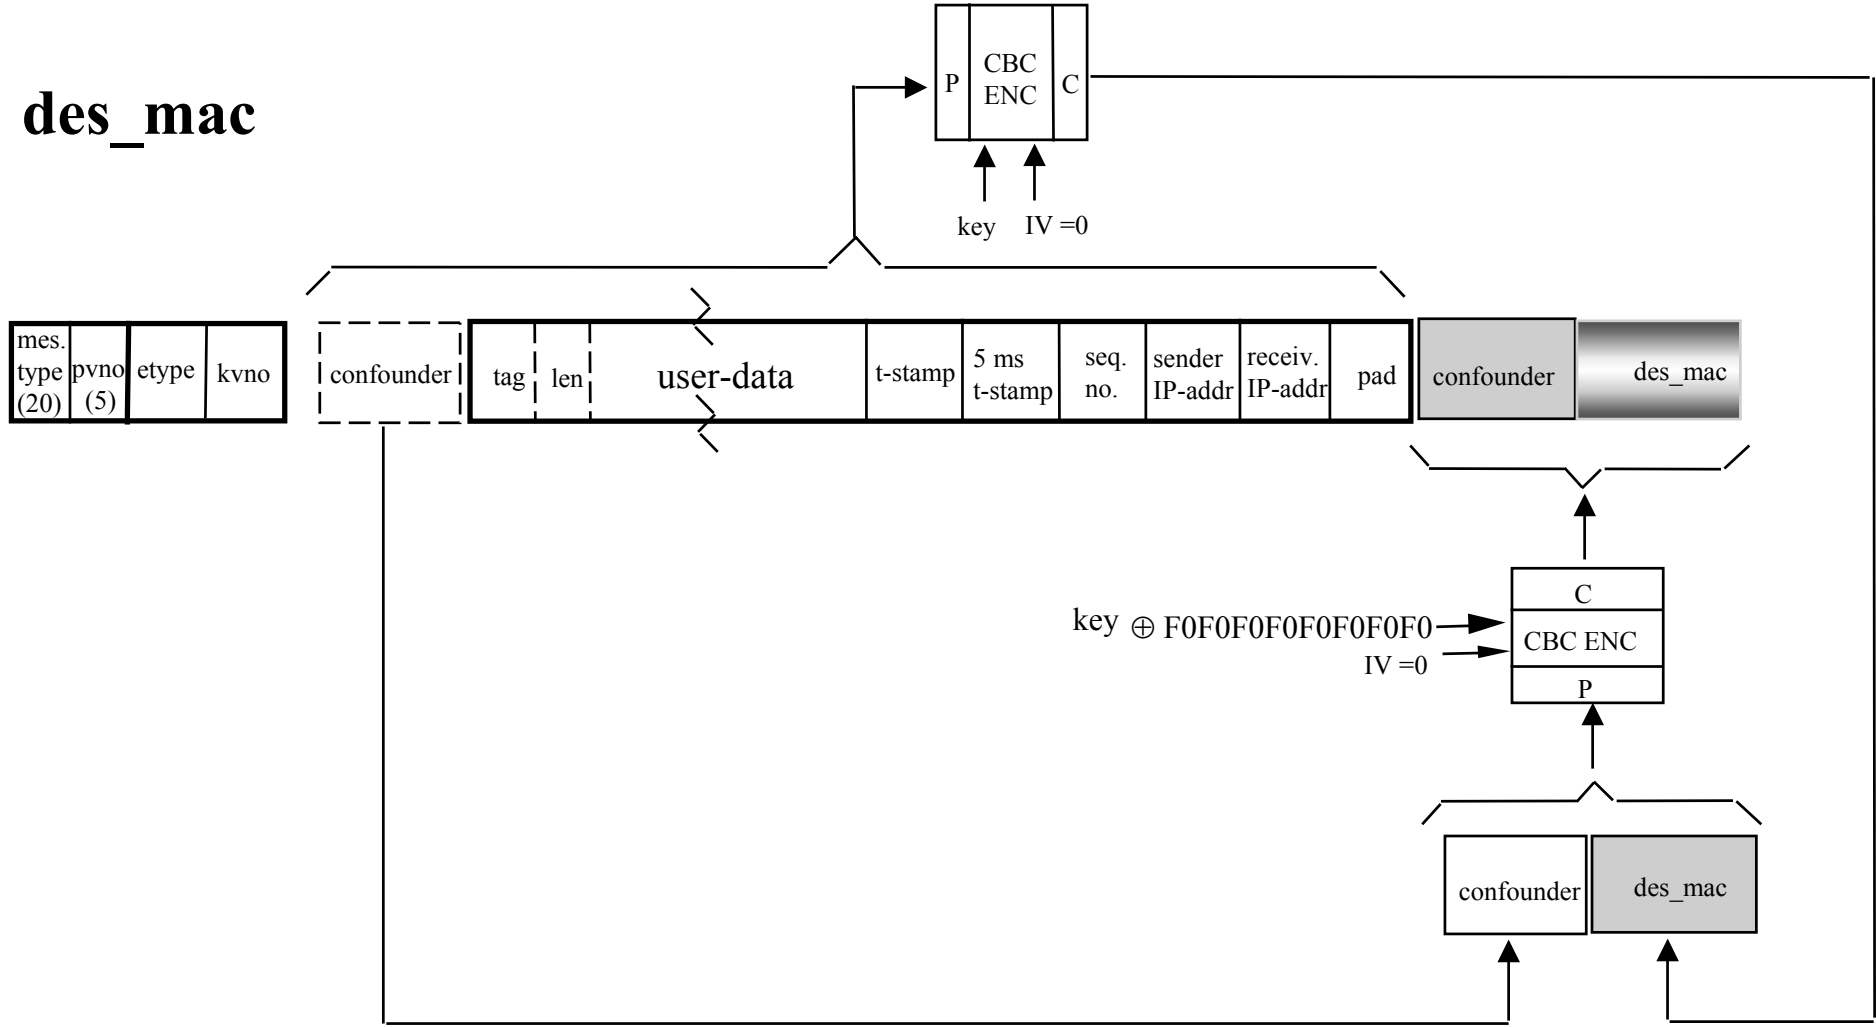 des_mac
P
CBC
ENC
C
key
IV =0
mes.
type
(20)
pvno
(5)
etype
kvno
confounder
tag
len
user-data
t-stamp
5 ms
t-stamp
seq.
no.
sender
IP-addr
receiv.
IP-addr
pad
confounder
des_mac
C
CBC ENC
P
key ⊕ F0F0F0F0F0F0F0F0
IV =0
confounder
des_mac